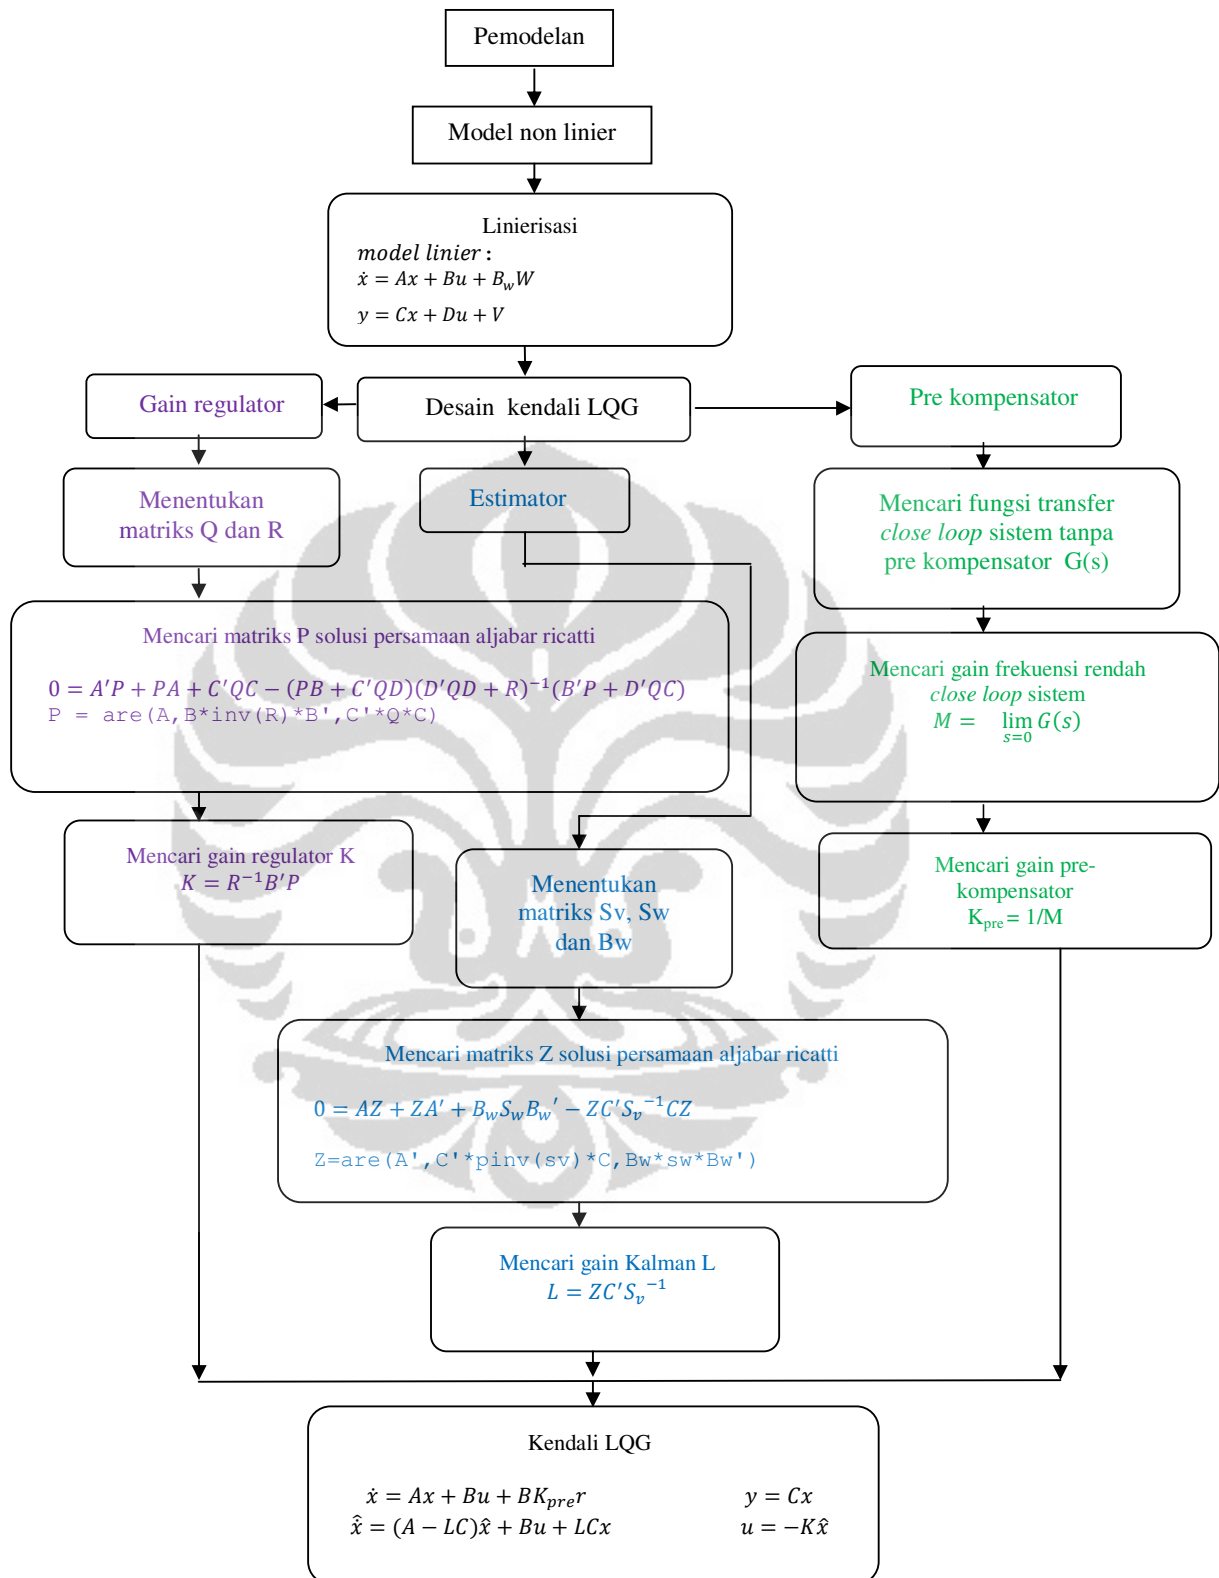 Pemodelan
Model non linier
Linierisasi
model linier :
ẋ = Ax + Bu + B_wW
y = Cx + Du + V
Gain regulator
Desain kendali LQG
Pre kompensator
Menentukan
matriks Q dan R
Estimator
Mencari fungsi transfer
close loop sistem tanpa
pre kompensator G(s)
Mencari matriks P solusi persamaan aljabar ricatti
0 = A′P + PA + C′QC − (PB + C′QD)(D′QD + R)⁻¹(B′P + D′QC)
P = are(A,B*inv(R)*B',C'*Q*C)
Mencari gain frekuensi rendah
close loop sistem
M = lim G(s)
s=0
Mencari gain regulator K
K = R⁻¹B′P
Menentukan
matriks Sv, Sw
dan Bw
Mencari gain pre-
kompensator
K_pre = 1/M
Mencari matriks Z solusi persamaan aljabar ricatti
0 = AZ + ZA′ + B_wS_wB_w′ − ZC′S_v⁻¹CZ
Z=are(A',C'*pinv(sv)*C,Bw*sw*Bw')
Mencari gain Kalman L
L = ZC′S_v⁻¹
Kendali LQG
ẋ = Ax + Bu + BK_pre r y = Cx
x̂̇ = (A − LC)x̂ + Bu + LCx u = −Kx̂